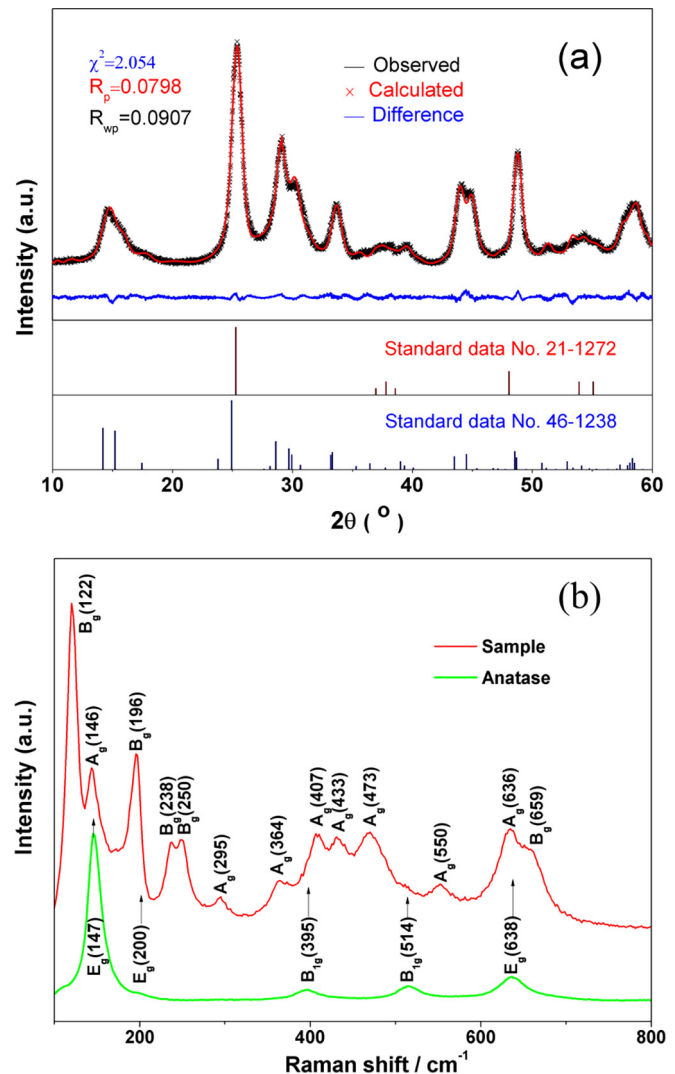 (a)
χ²=2.054
Rp=0.0798
Rwp=0.0907
Observed
× Calculated
Difference
Intensity (a.u.)
Standard data No. 21-1272
Standard data No. 46-1238
10 20 30 40 50 60
2θ ( ° )
(b)
Bg(122)
Ag(146)
Bg(196)
Bg(238)
Bg(250)
Ag(295)
Ag(364)
Ag(407)
Ag(433)
Ag(473)
Ag(550)
Ag(636)
Bg(659)
Sample
Anatase
Intensity (a.u.)
Eg(147)
Eg(200)
B1g(395)
B1g(514)
Eg(638)
200 400 600 800
Raman shift / cm⁻¹